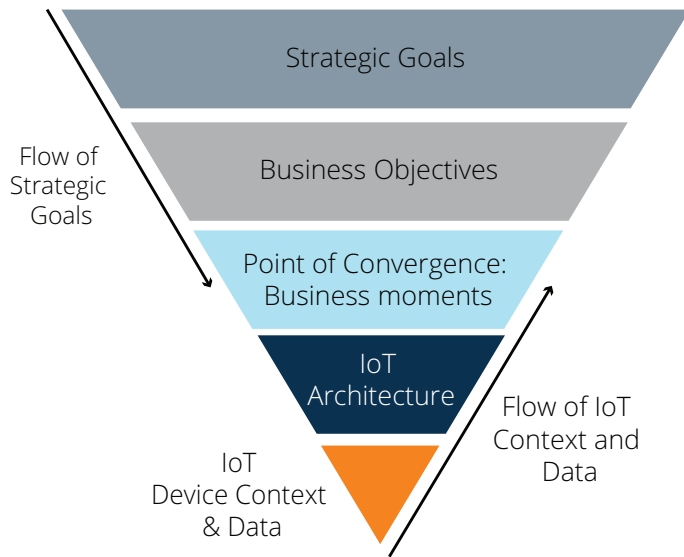 Strategic Goals
Flow of
Strategic
Goals
Business Objectives
Point of Convergence:
Business moments
IoT
Architecture
Flow of IoT
Context and
Data
IoT
Device Context
& Data